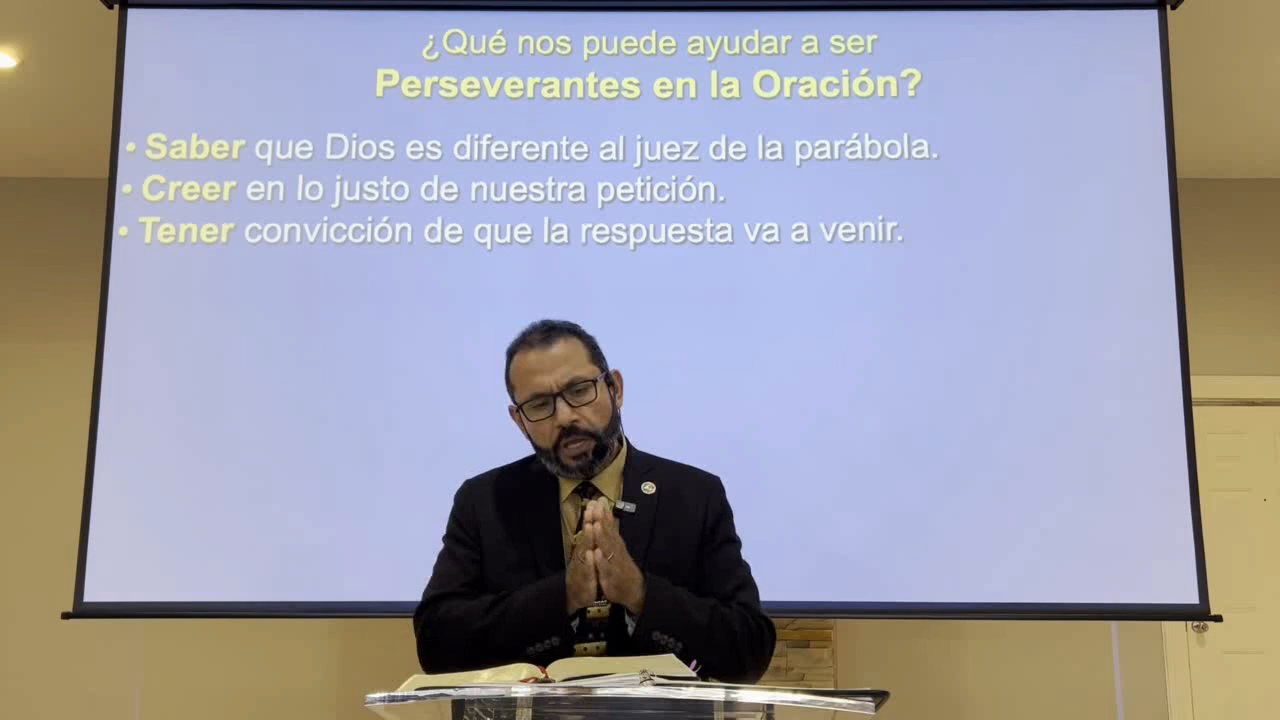 ¿Qué nos puede ayudar a ser
Perseverantes en la Oración?
• Saber que Dios es diferente al juez de la parábola.
• Creer en lo justo de nuestra petición.
• Tener convicción de que la respuesta va a venir.